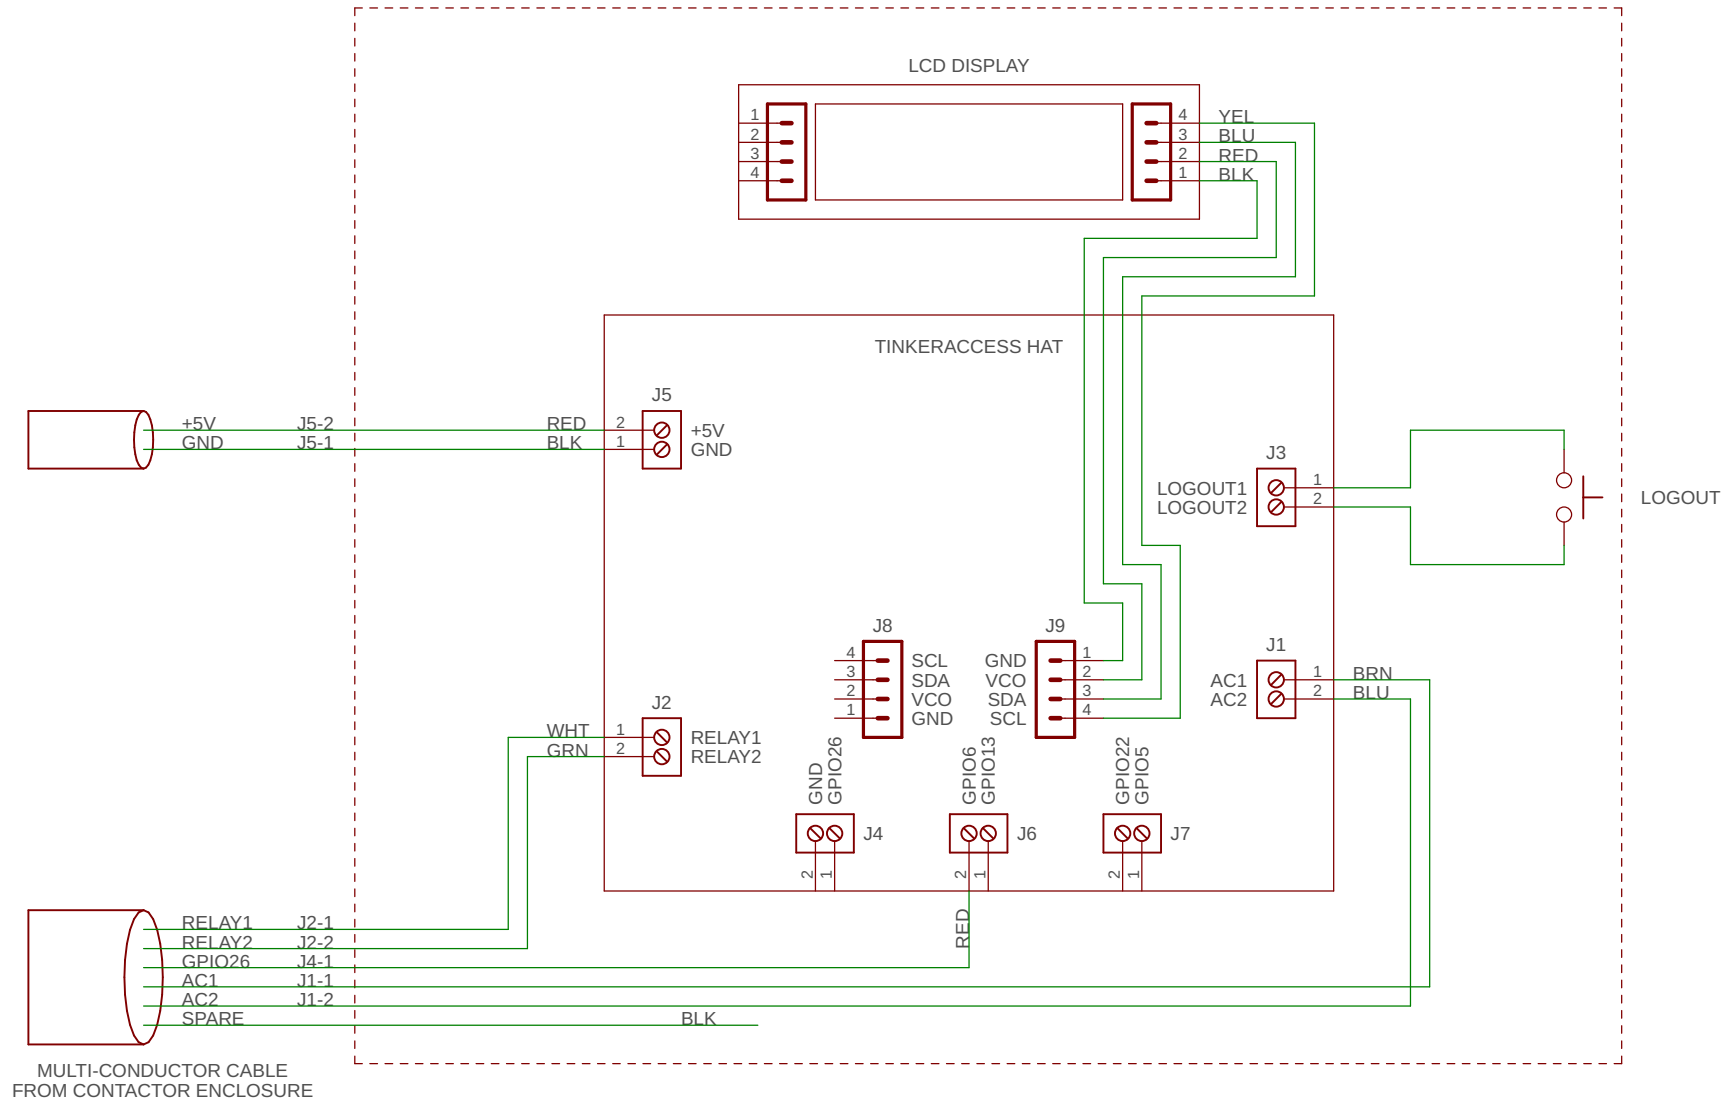 LCD DISPLAY
1
2
3
4
4 YEL
3 BLU
2 RED
1 BLK
TINKERACCESS HAT
J5
+5V J5-2 RED 2 +5V
GND J5-1 BLK 1 GND
J3
LOGOUT1 1
LOGOUT2 2
LOGOUT
J8
4 SCL
3 SDA
2 VCO
1 GND
J9
GND 1
VCO 2
SDA 3
SCL 4
J1
AC1 1 BRN
AC2 2 BLU
J2
WHT 1 RELAY1
GRN 2 RELAY2
GND
GPIO26
J4
2
1
GPIO6
GPIO13
J6
2
1
RED
GPIO22
GPIO5
J7
2
1
RELAY1 J2-1
RELAY2 J2-2
GPIO26 J4-1
AC1 J1-1
AC2 J1-2
SPARE BLK
MULTI-CONDUCTOR CABLE
FROM CONTACTOR ENCLOSURE